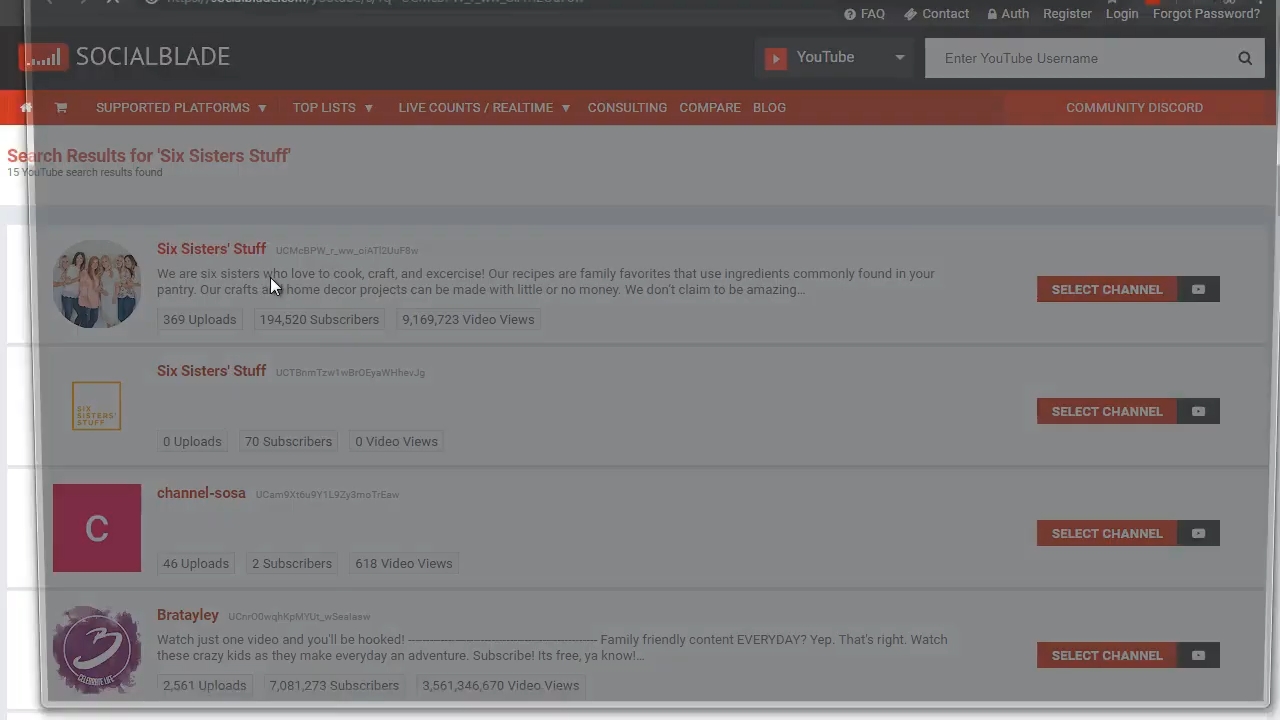 FAQ Contact Auth Register Login Forgot Password?
SOCIALBLADE YouTube Enter YouTube Username
SUPPORTED PLATFORMS TOP LISTS LIVE COUNTS / REALTIME CONSULTING COMPARE BLOG COMMUNITY DISCORD
Search Results for 'Six Sisters Stuff'
15 YouTube search results found
Six Sisters' Stuff
We are six sisters who love to cook, craft, and excercise! Our recipes are family favorites that use ingredients commonly found in your
pantry. Our crafts and home decor projects can be made with little or no money. We don't claim to be amazing...
SELECT CHANNEL
369 Uploads 194,520 Subscribers 9,169,723 Video Views
Six Sisters' Stuff UCTBnmTzw1wBrOEyaWHhevJg
SIX
SISTERS'
STUFF
SELECT CHANNEL
0 Uploads 70 Subscribers 0 Video Views
channel-sosa UCam9Xt6u9Y1L9Zy3moTrEaw
C
SELECT CHANNEL
46 Uploads 2 Subscribers 618 Video Views
Bratayley
Watch just one video and you'll be hooked! ---------------------------------------------- Family friendly content EVERYDAY? Yep. That's right. Watch
these crazy kids as they make everyday an adventure. Subscribe! Its free, ya know!...
B
CELEBRATE LIFE
SELECT CHANNEL
2,561 Uploads 7,081,273 Subscribers 3,561,346,670 Video Views